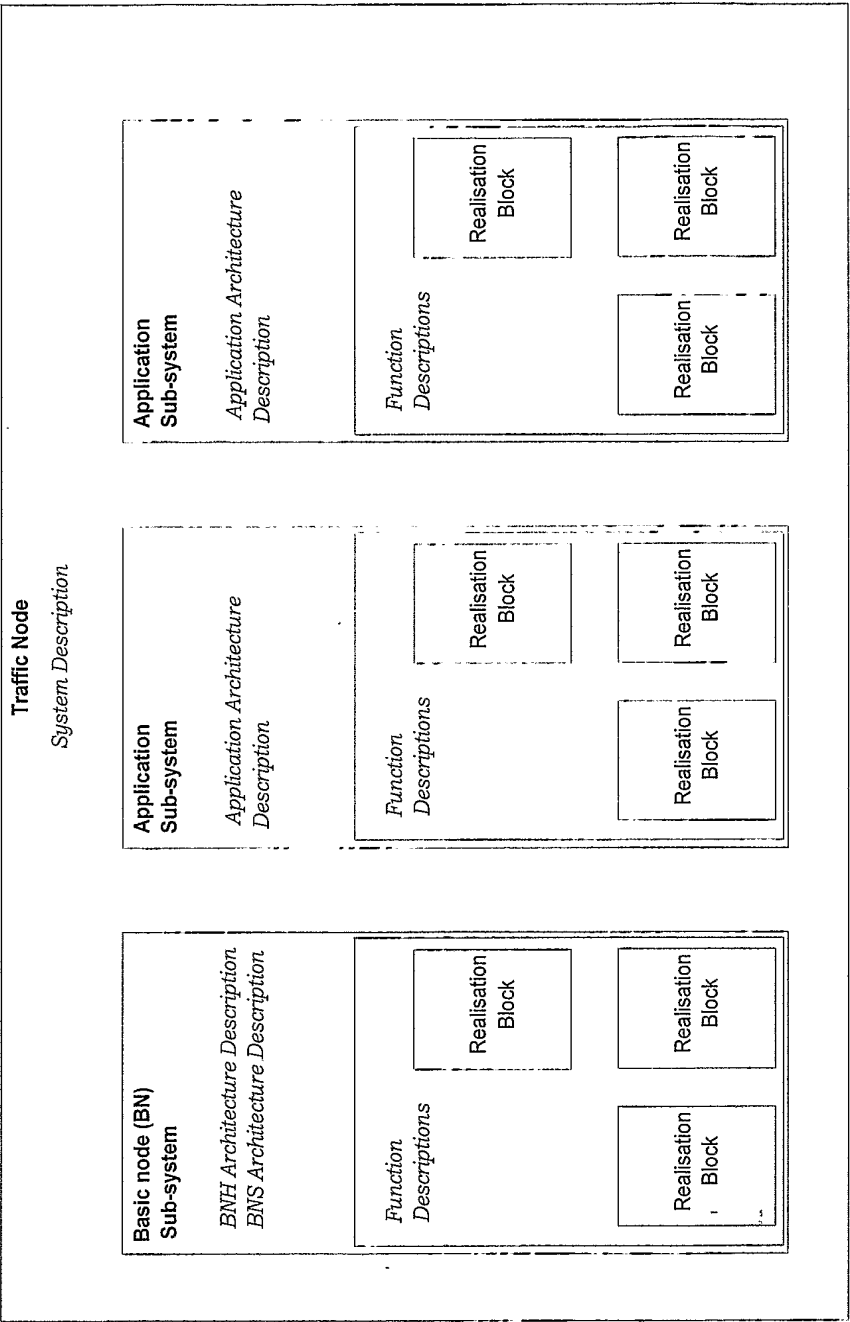 Traffic Node
System Description
Basic node (BN)
Sub-system
BNH Architecture Description
BNS Architecture Description
Function
Descriptions
Realisation
Block
Realisation
Block
Realisation
Block
Application
Sub-system
Application Architecture
Description
Function
Descriptions
Realisation
Block
Realisation
Block
Realisation
Block
Application
Sub-system
Application Architecture
Description
Function
Descriptions
Realisation
Block
Realisation
Block
Realisation
Block